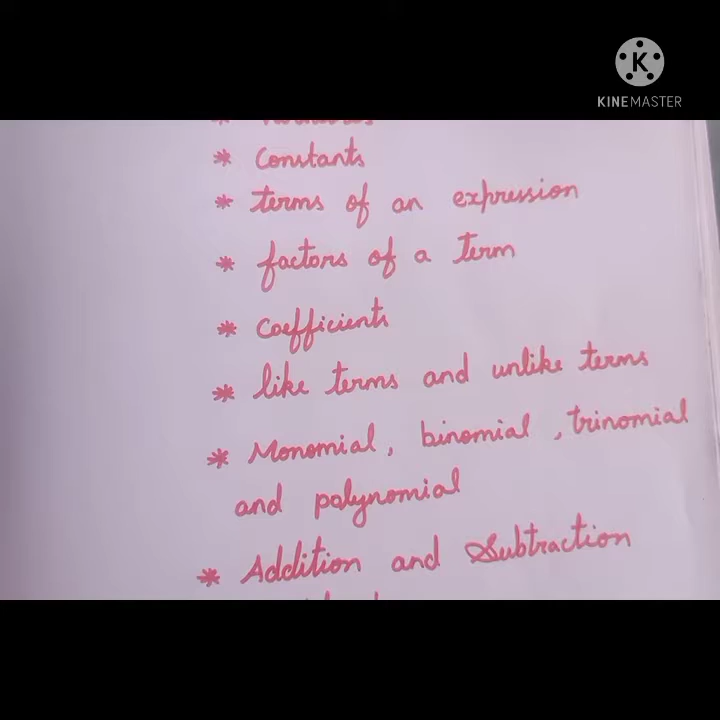 KINEMASTER
* Constants
* terms of an expression
* factors of a term
* Coefficients
* like terms and unlike terms
* Monomial, binomial, trinomial
and polynomial
* Addition and Subtraction